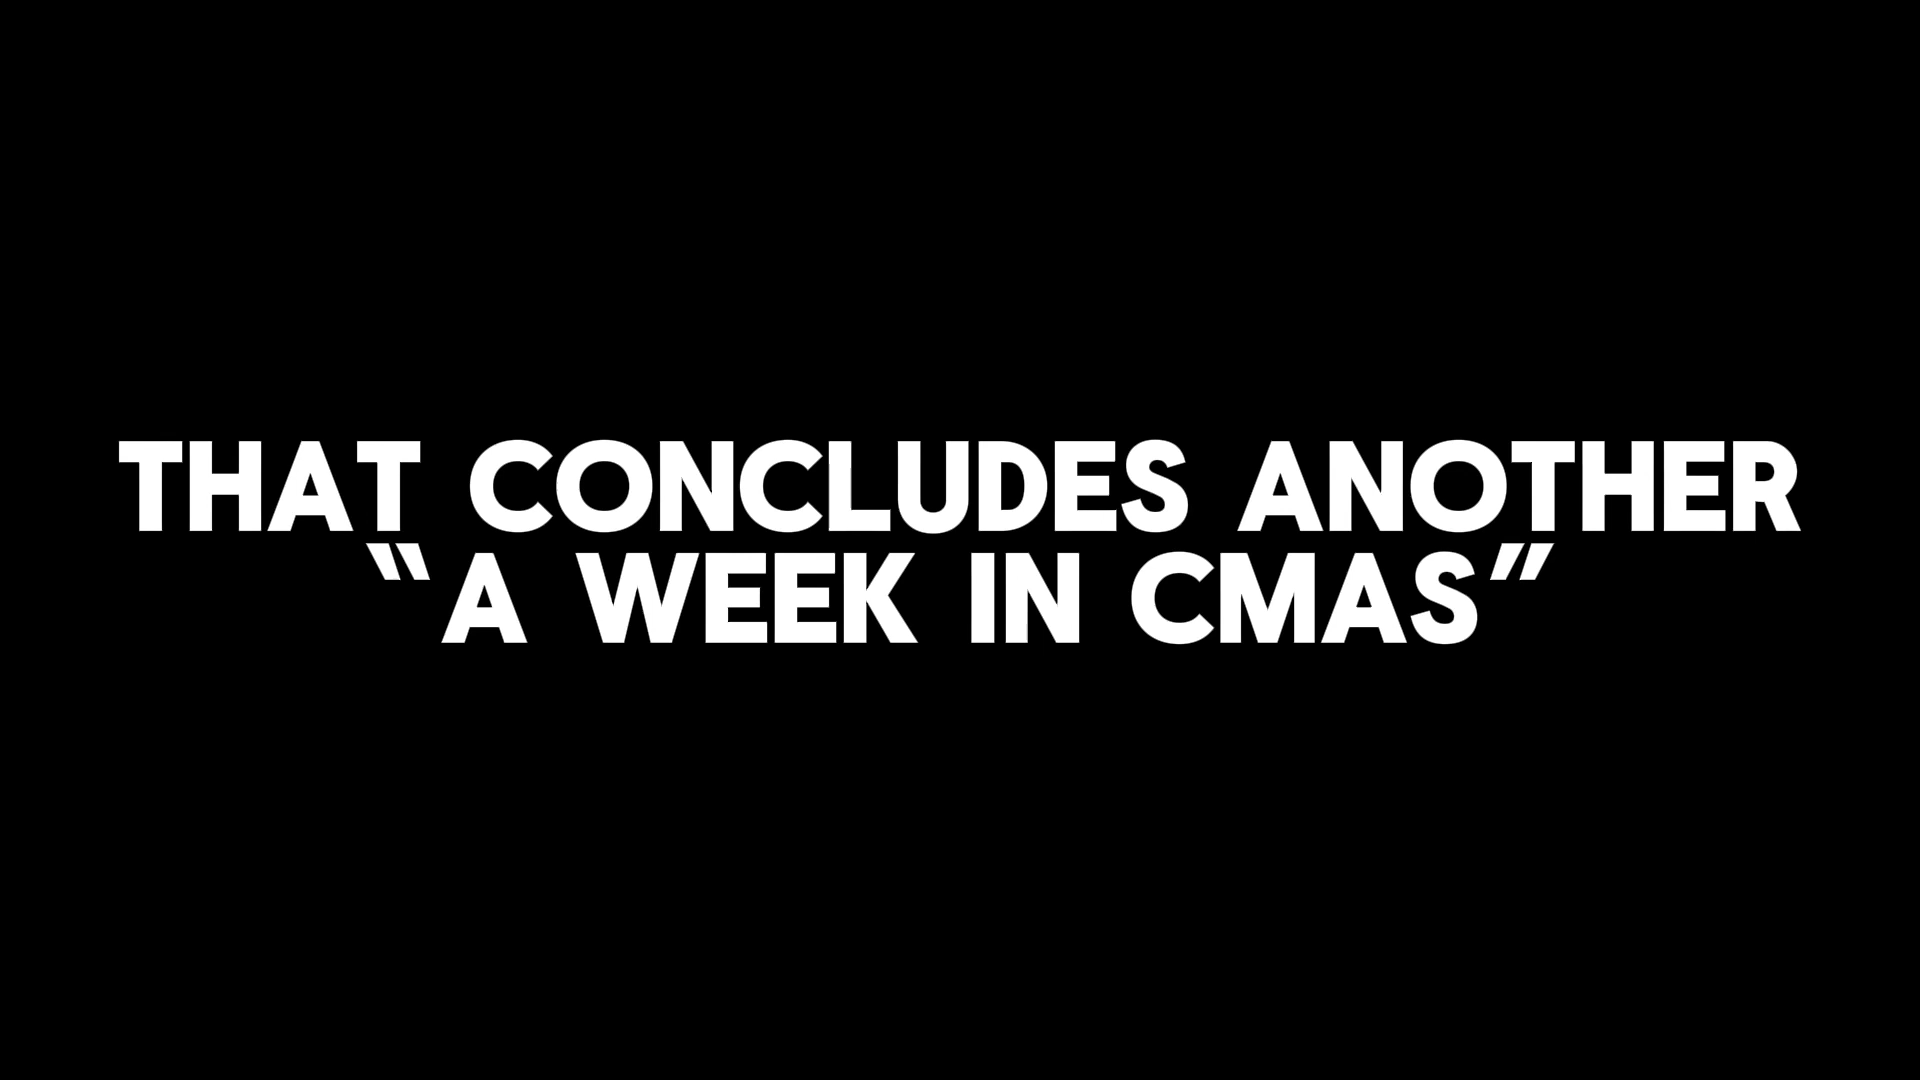 THAT CONCLUDES ANOTHER
“A WEEK IN CMAS”